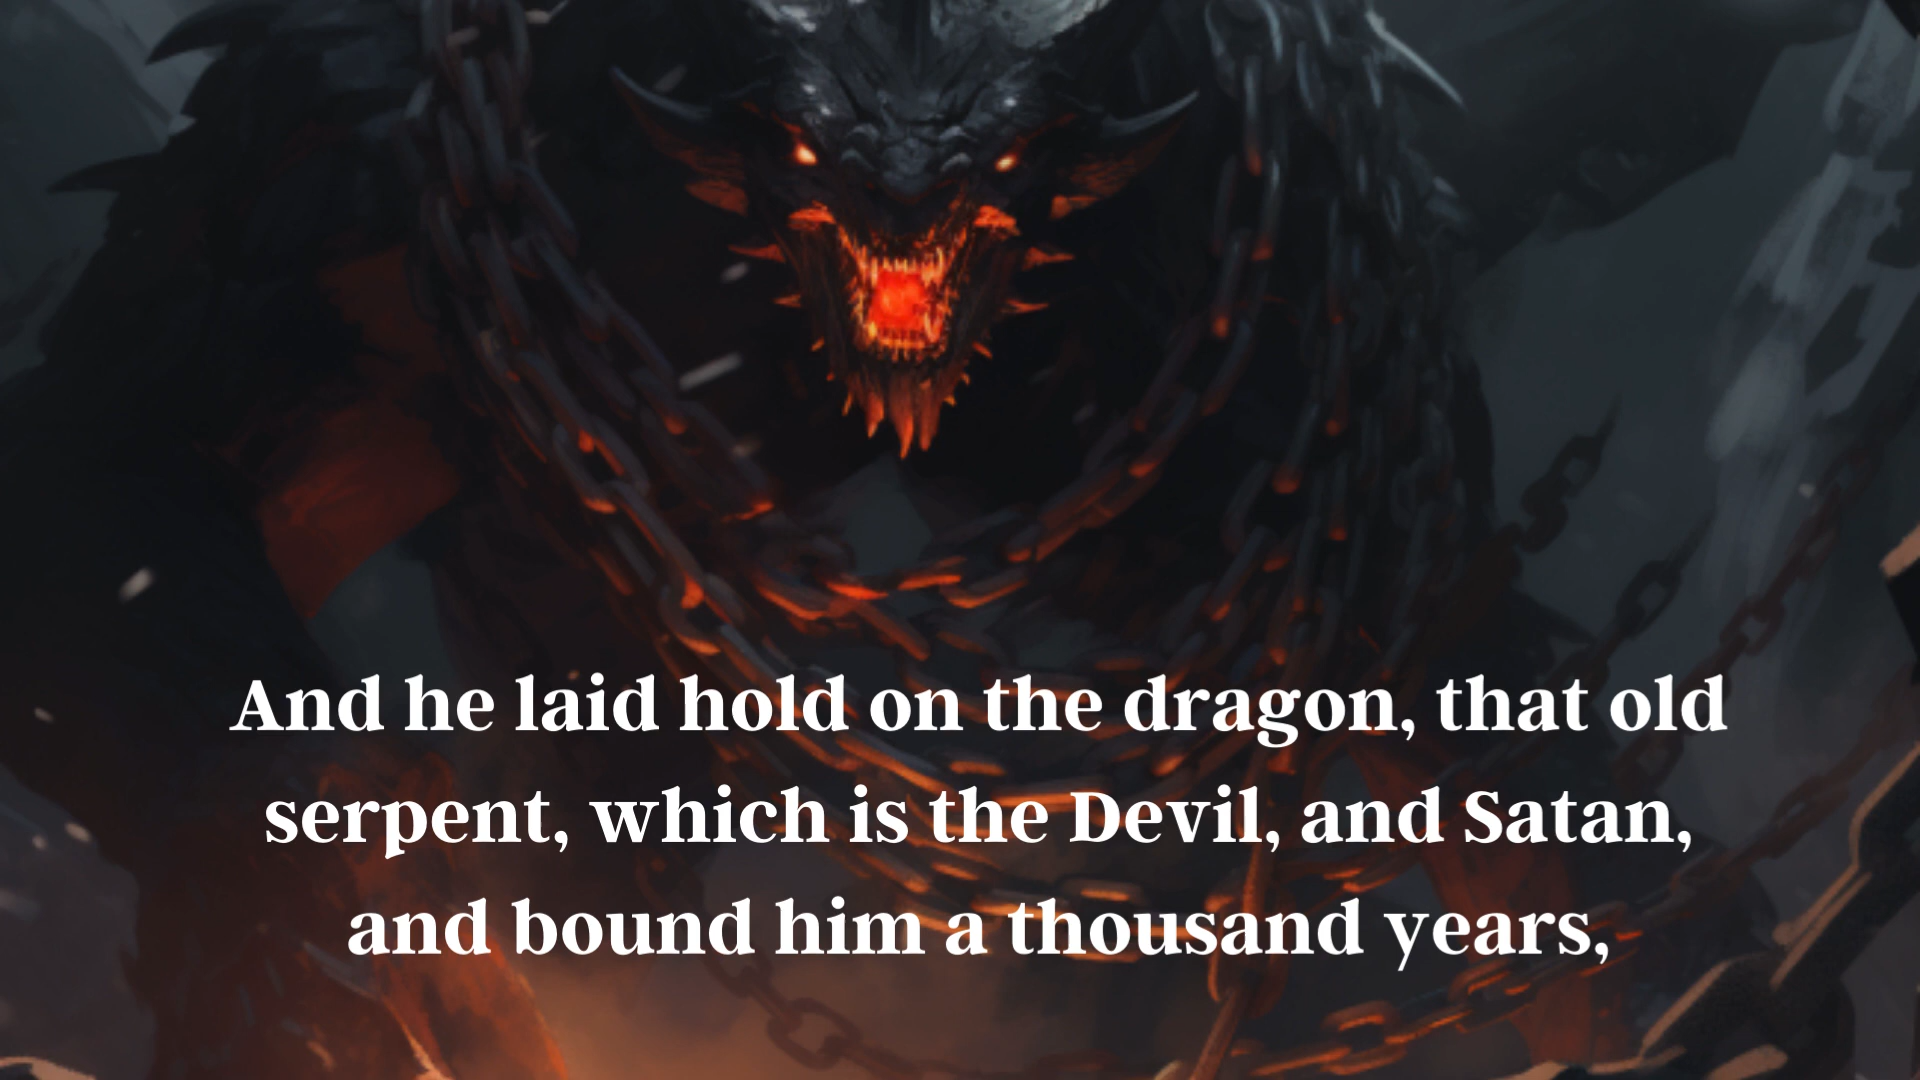 And he laid hold on the dragon, that old
serpent, which is the Devil, and Satan,
and bound him a thousand years,